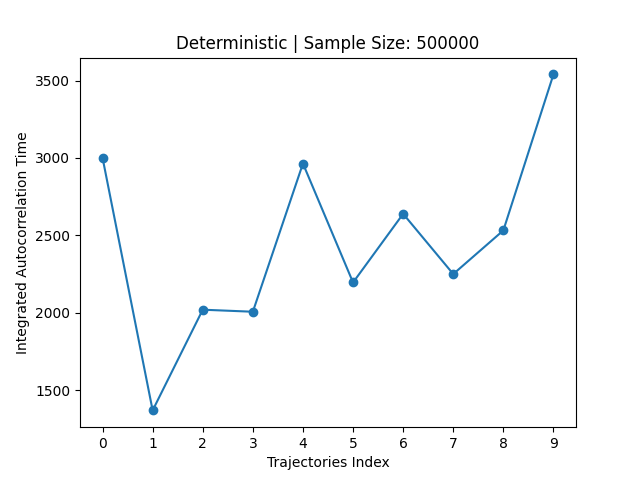 Deterministic | Sample Size: 500000
Integrated Autocorrelation Time
3500
3000
2500
2000
1500
0 1 2 3 4 5 6 7 8 9
Trajectories Index